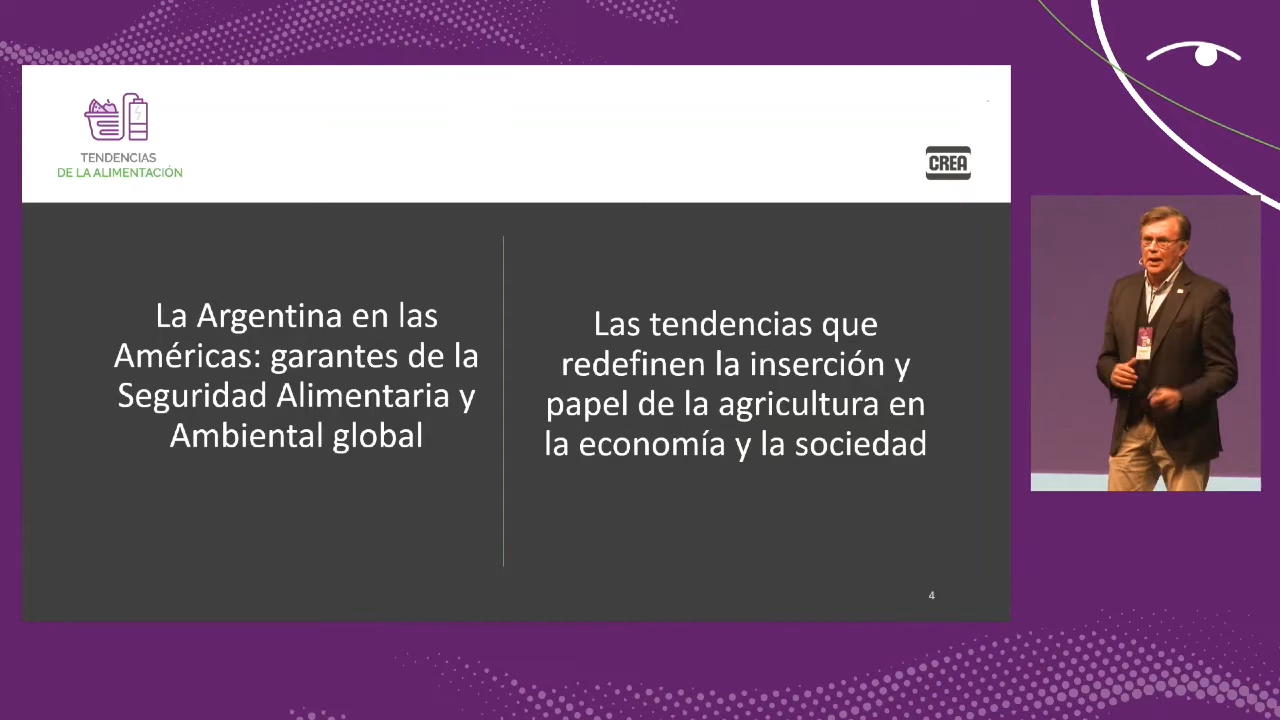 TENDENCIAS
DE LA ALIMENTACIÓN
CREA
La Argentina en las
Américas: garantes de la
Seguridad Alimentaria y
Ambiental global
Las tendencias que
redefinen la inserción y
papel de la agricultura en
la economía y la sociedad
4